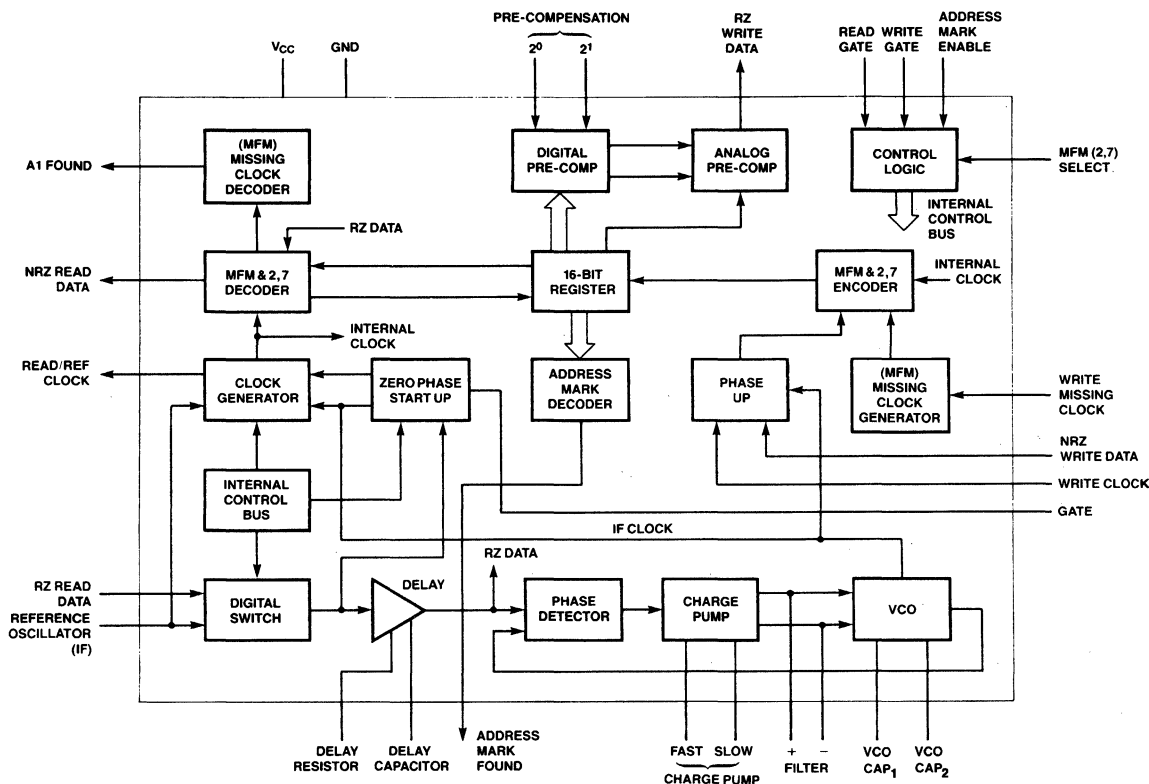 PRE-COMPENSATION
2⁰ 2¹
RZ
WRITE
DATA
READ
GATE
WRITE
GATE
ADDRESS
MARK
ENABLE
VCC
GND
A1 FOUND
(MFM)
MISSING
CLOCK
DECODER
DIGITAL
PRE-COMP
ANALOG
PRE-COMP
CONTROL
LOGIC
MFM (2,7)
SELECT
INTERNAL
CONTROL
BUS
RZ DATA
NRZ READ
DATA
MFM & 2,7
DECODER
16-BIT
REGISTER
MFM & 2,7
ENCODER
INTERNAL
CLOCK
INTERNAL
CLOCK
READ/REF
CLOCK
CLOCK
GENERATOR
ZERO PHASE
START UP
ADDRESS
MARK
DECODER
PHASE
UP
(MFM)
MISSING
CLOCK
GENERATOR
WRITE
MISSING
CLOCK
NRZ
WRITE DATA
WRITE CLOCK
GATE
INTERNAL
CONTROL
BUS
IF CLOCK
RZ DATA
RZ READ
DATA
REFERENCE
OSCILLATOR
(IF)
DIGITAL
SWITCH
DELAY
PHASE
DETECTOR
CHARGE
PUMP
VCO
DELAY
RESISTOR
DELAY
CAPACITOR
ADDRESS
MARK
FOUND
FAST SLOW
CHARGE PUMP
+ −
FILTER
VCO
CAP1
VCO
CAP2